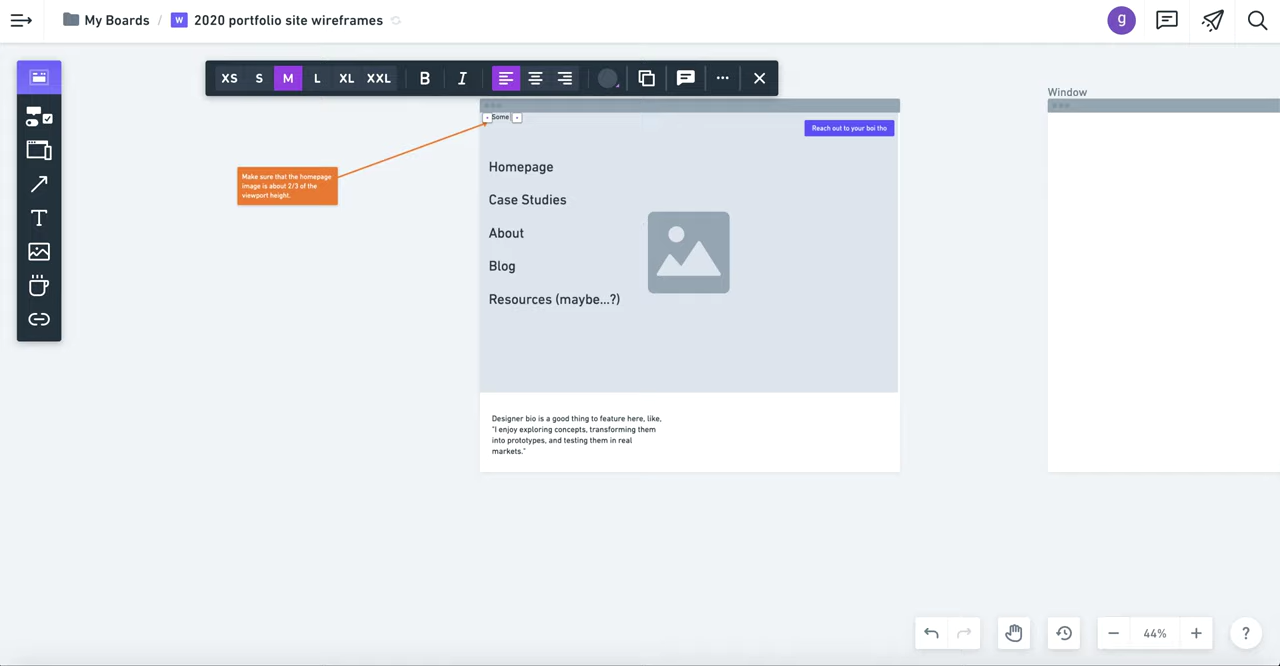 My Boards / W 2020 portfolio site wireframes
g
XS S M L XL XXL B I
Window
Some
Reach out to your boi tho
Make sure that the homepage
image is about 2/3 of the
viewport height.
Homepage
Case Studies
About
Blog
Resources (maybe...?)
T
Designer bio is a good thing to feature here, like,
"I enjoy exploring concepts, transforming them
into prototypes, and testing them in real
markets."
44%
?